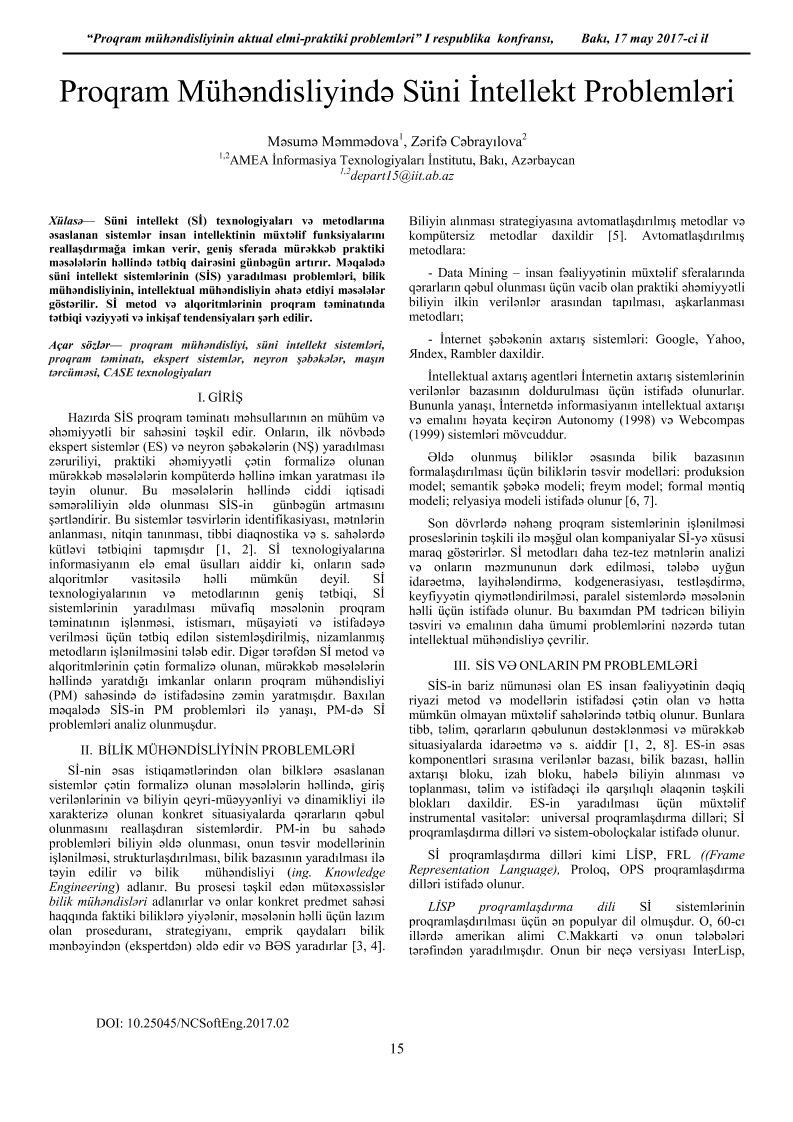 “Proqram mühəndisliyinin aktual elmi-praktiki problemləri” I respublika konfransı, Bakı, 17 may 2017-ci il
Proqram Mühəndisliyində Süni İntellekt Problemləri
Məsumə Məmmədova1, Zərifə Cəbrayılova2
1,2AMEA İnformasiya Texnologiyaları İnstitutu, Bakı, Azərbaycan
1,2depart15@iit.ab.az
Xülasə— Süni intellekt (Sİ) texnologiyaları və metodlarına
əsaslanan sistemlər insan intellektinin müxtəlif funksiyalarını
reallaşdırmağa imkan verir, geniş sferada mürəkkəb praktiki
məsələlərin həllində tətbiq dairəsini günbəgün artırır. Məqalədə
süni intellekt sistemlərinin (SİS) yaradılması problemləri, bilik
mühəndisliyinin, intellektual mühəndisliyin əhatə etdiyi məsələlər
göstərilir. Sİ metod və alqoritmlərinin proqram təminatında
tətbiqi vəziyyəti və inkişaf tendensiyaları şərh edilir.
Açar sözlər— proqram mühəndisliyi, süni intellekt sistemləri,
proqram təminatı, ekspert sistemlər, neyron şəbəkələr, maşın
tərcüməsi, CASE texnologiyaları
I. GİRİŞ
Hazırda SİS proqram təminatı məhsullarının ən mühüm və
əhəmiyyətli bir sahəsini təşkil edir. Onların, ilk növbədə
ekspert sistemlər (ES) və neyron şəbəkələrin (NŞ) yaradılması
zəruriliyi, praktiki əhəmiyyətli çətin formalizə olunan
mürəkkəb məsələlərin kompüterdə həllinə imkan yaratması ilə
təyin olunur. Bu məsələlərin həllində ciddi iqtisadi
səmərəliliyin əldə olunması SİS-in günbəgün artmasını
şərtləndirir. Bu sistemlər təsvirlərin identifikasiyası, mətnlərin
anlanması, nitqin tanınması, tibbi diaqnostika və s. sahələrdə
kütləvi tətbiqini tapmışdır [1, 2]. Sİ texnologiyalarına
informasiyanın elə emal üsulları aiddir ki, onların sadə
alqoritmlər vasitəsilə həlli mümkün deyil. Sİ
texnologiyalarının və metodlarının geniş tətbiqi, Sİ
sistemlərinin yaradılması müvafiq məsələnin proqram
təminatının işlənməsi, istismarı, müşayiəti və istifadəyə
verilməsi üçün tətbiq edilən sistemləşdirilmiş, nizamlanmış
metodların işlənilməsini tələb edir. Digər tərəfdən Sİ metod və
alqoritmlərinin çətin formalizə olunan, mürəkkəb məsələlərin
həllində yaratdığı imkanlar onların proqram mühəndisliyi
(PM) sahəsində də istifadəsinə zəmin yaratmışdır. Baxılan
məqalədə SİS-in PM problemləri ilə yanaşı, PM-də Sİ
problemləri analiz olunmuşdur.
II. BİLİK MÜHƏNDİSLİYİNİN PROBLEMLƏRİ
Sİ-nin əsas istiqamətlərindən olan bilklərə əsaslanan
sistemlər çətin formalizə olunan məsələlərin həllində, giriş
verilənlərinin və biliyin qeyri-müəyyənliyi və dinamikliyi ilə
xarakterizə olunan konkret situasiyalarda qərarların qəbul
olunmasını reallaşdıran sistemlərdir. PM-in bu sahədə
problemləri biliyin əldə olunması, onun təsvir modellərinin
işlənilməsi, strukturlaşdırılması, bilik bazasının yaradılması ilə
təyin edilir və bilik mühəndisliyi (ing. Knowledge
Engineering) adlanır. Bu prosesi təşkil edən mütəxəssislər
bilik mühəndisləri adlanırlar və onlar konkret predmet sahəsi
haqqında faktiki biliklərə yiyələnir, məsələnin həlli üçün lazım
olan proseduranı, strategiyanı, emprik qaydaları bilik
mənbəyindən (ekspertdən) əldə edir və BƏS yaradırlar [3, 4].
Biliyin alınması strategiyasına avtomatlaşdırılmış metodlar və
kompütersiz metodlar daxildir [5]. Avtomatlaşdırılmış
metodlara:
- Data Mining – insan fəaliyyətinin müxtəlif sferalarında
qərarların qəbul olunması üçün vacib olan praktiki əhəmiyyətli
biliyin ilkin verilənlər arasından tapılması, aşkarlanması
metodları;
- İnternet şəbəkənin axtarış sistemləri: Google, Yahoo,
Яndex, Rambler daxildir.
İntellektual axtarış agentləri İnternetin axtarış sistemlərinin
verilənlər bazasının doldurulması üçün istifadə olunurlar.
Bununla yanaşı, İnternetdə informasiyanın intellektual axtarışı
və emalını həyata keçirən Autonomy (1998) və Webcompas
(1999) sistemləri mövcuddur.
Əldə olunmuş biliklər əsasında bilik bazasının
formalaşdırılması üçün biliklərin təsvir modelləri: produksion
model; semantik şəbəkə modeli; freym model; formal məntiq
modeli; relyasiya modeli istifadə olunur [6, 7].
Son dövrlərdə nəhəng proqram sistemlərinin işlənilməsi
proseslərinin təşkili ilə məşğul olan kompaniyalar Sİ-yə xüsusi
maraq göstərirlər. Sİ metodları daha tez-tez mətnlərin analizi
və onların məzmununun dərk edilməsi, tələbə uyğun
idarəetmə, layihələndirmə, kodgenerasiyası, testləşdirmə,
keyfiyyətin qiymətləndirilməsi, paralel sistemlərdə məsələnin
həlli üçün istifadə olunur. Bu baxımdan PM tədricən biliyin
təsviri və emalının daha ümumi problemlərini nəzərdə tutan
intellektual mühəndisliyə çevrilir.
III. SİS VƏ ONLARIN PM PROBLEMLƏRİ
SİS-in bariz nümunəsi olan ES insan fəaliyyətinin dəqiq
riyazi metod və modellərin istifadəsi çətin olan və hətta
mümkün olmayan müxtəlif sahələrində tətbiq olunur. Bunlara
tibb, təlim, qərarların qəbulunun dəstəklənməsi və mürəkkəb
situasiyalarda idarəetmə və s. aiddir [1, 2, 8]. ES-in əsas
komponentləri sırasına verilənlər bazası, bilik bazası, həllin
axtarışı bloku, izah bloku, habelə biliyin alınması və
toplanması, təlim və istifadəçi ilə qarşılıqlı əlaqənin təşkili
blokları daxildir. ES-in yaradılması üçün müxtəlif
instrumental vasitələr: universal proqramlaşdırma dilləri; Sİ
proqramlaşdırma dilləri və sistem-oboloçkalar istifadə olunur.
Sİ proqramlaşdırma dilləri kimi LİSP, FRL ((Frame
Representation Language), Proloq, OPS proqramlaşdırma
dilləri istifadə olunur.
LİSP proqramlaşdırma dili Sİ sistemlərinin
proqramlaşdırılması üçün ən populyar dil olmuşdur. O, 60-cı
illərdə amerikan alimi C.Makkarti və onun tələbələri
tərəfindən yaradılmışdır. Onun bir neçə versiyası InterLisp,
DOI: 10.25045/NCSoftEng.2017.02
15